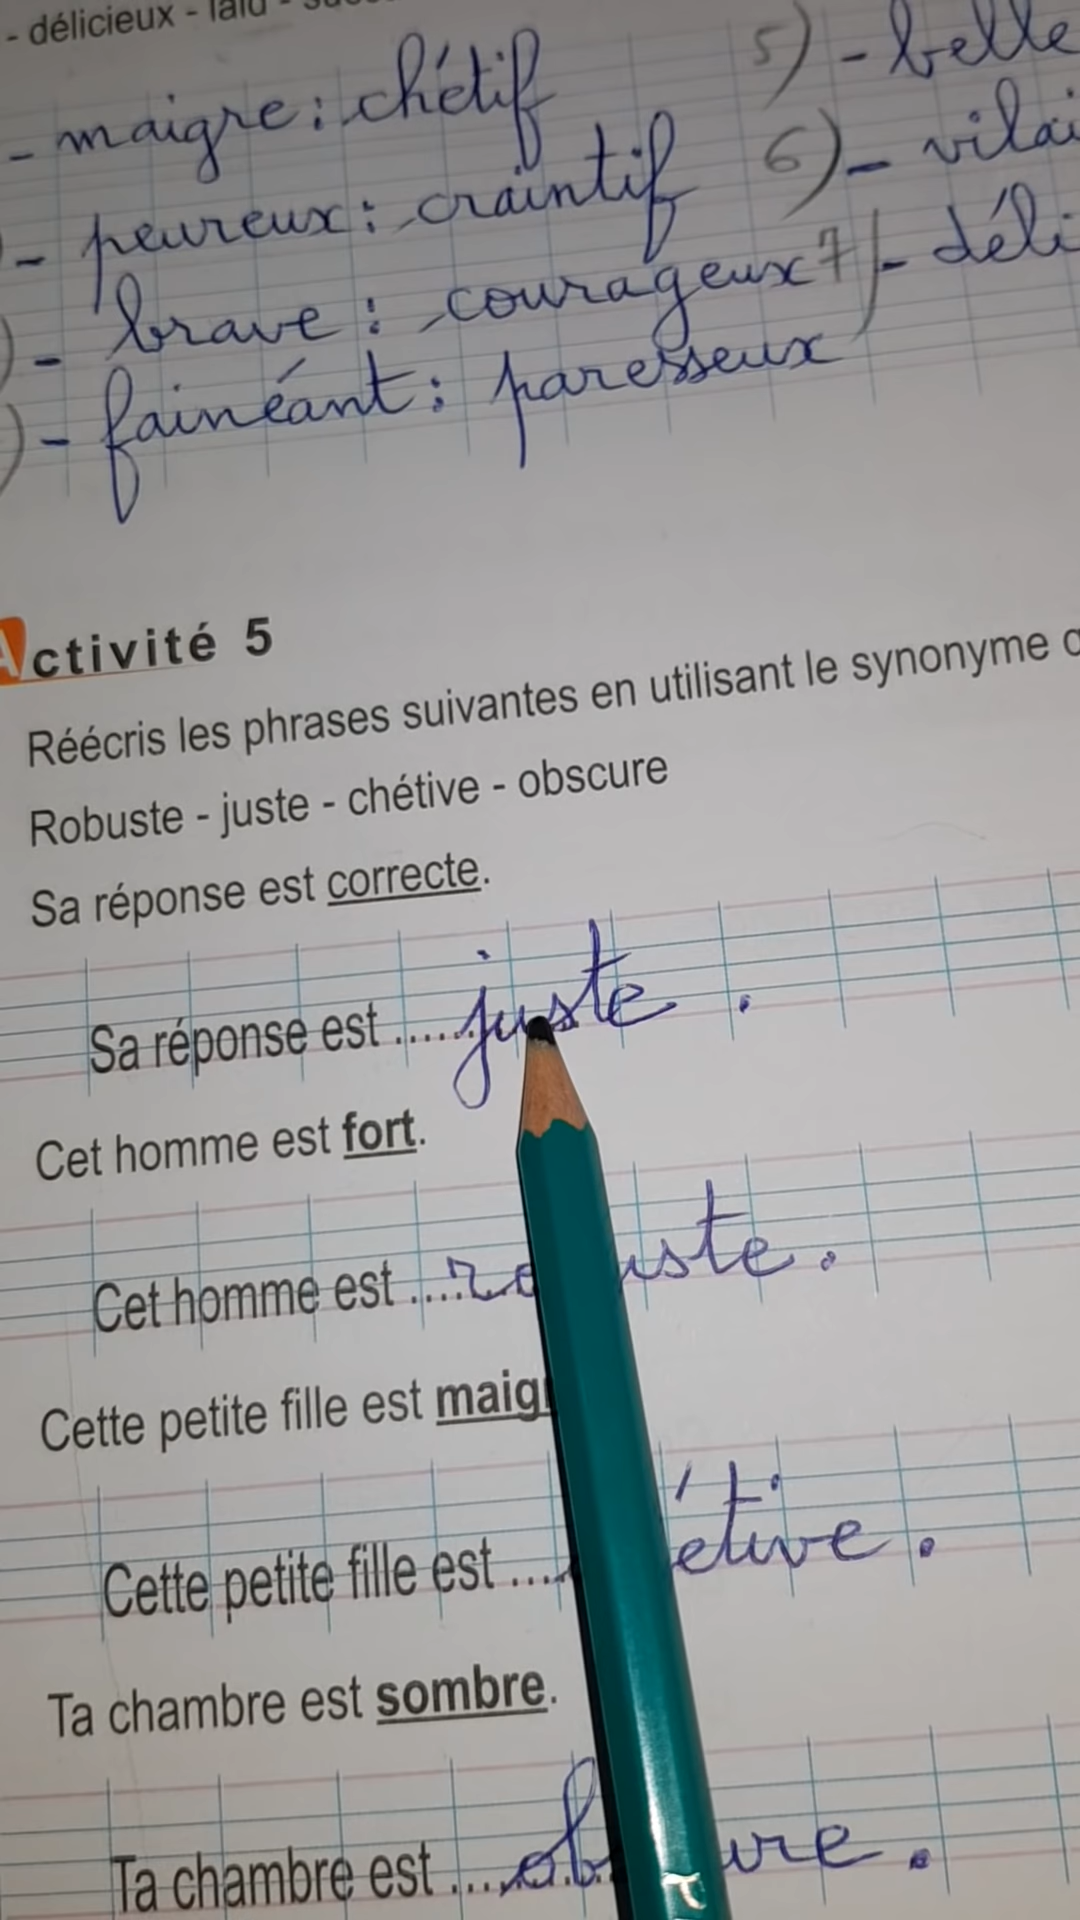 - délicieux - laid -
- maigre : chétif 5) - belle
- peureux : craintif 6) -
- brave : courageux 7) -
- fainéant : paresseux
Activité 5
Réécris les phrases suivantes en utilisant le synonyme
Robuste - juste - chétive - obscure
Sa réponse est correcte.
Sa réponse est .....juste.
Cet homme est fort.
Cet homme est ....
Cette petite fille est
Cette petite fille est ....
Ta chambre est sombre.
Ta chambre est ....